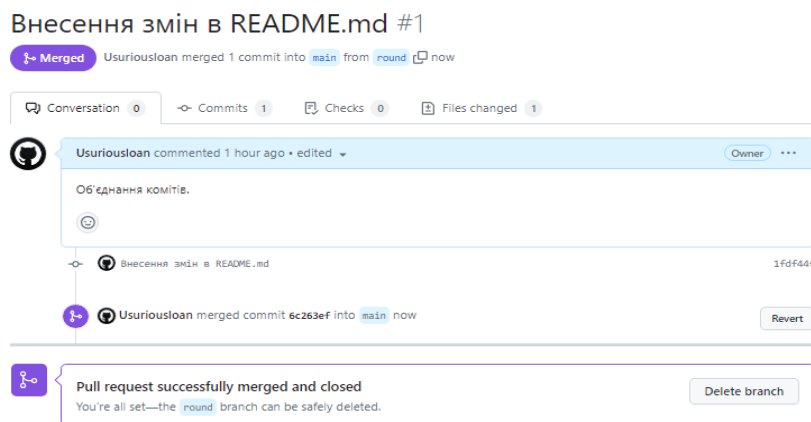 Внесення змін в README.md #1
Merged Usuriousloan merged 1 commit into main from round now
Conversation 0 Commits 1 Checks 0 Files changed 1
Usuriousloan commented 1 hour ago • edited Owner
Об'єднання комітів.
Внесення змін в README.md
Usuriousloan merged commit 6c263ef into main now Revert
Pull request successfully merged and closed
You're all set—the round branch can be safely deleted. Delete branch